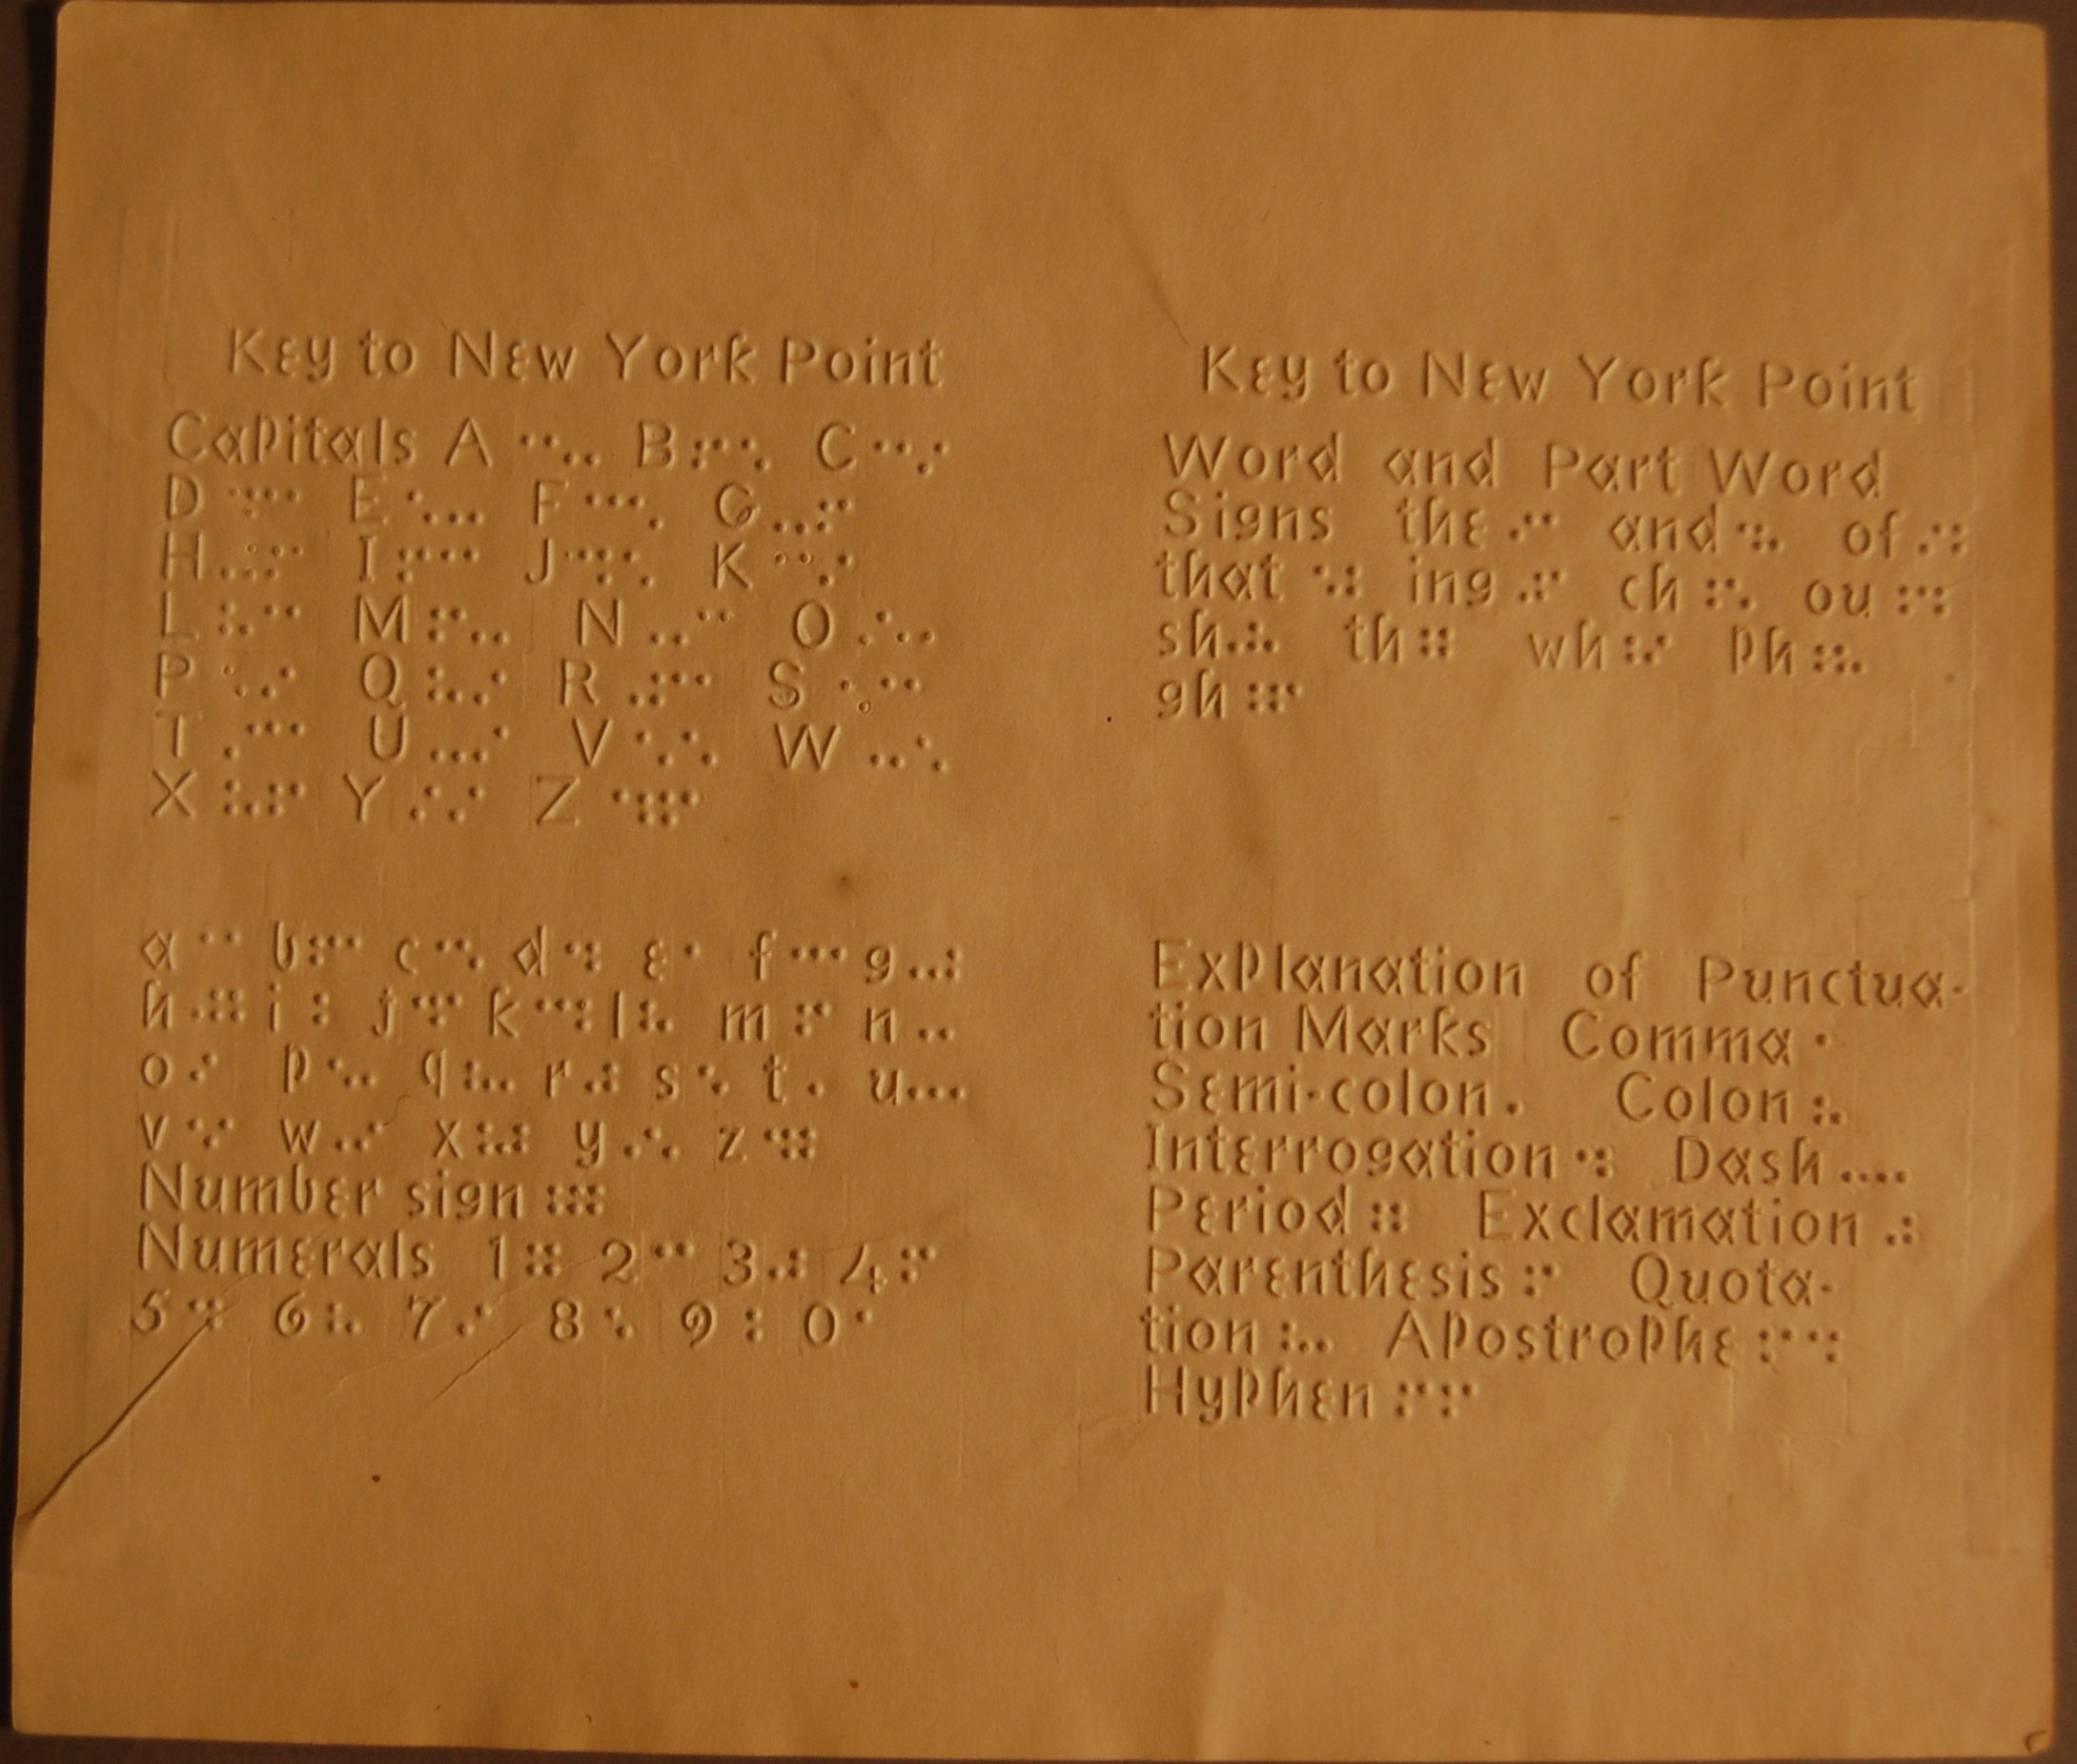 Key to New York Point
Capitals A B C
D E F G
H I J K
L M N O
P Q R S
T U V W
X Y Z
a b c d e f g
h i j k l m n
o p q r s t u
v w x y z
Number sign
Numerals 1 2 3 4
5 6 7 8 9 0
Key to New York Point
Word and Part Word
Signs the and of
that ing ch ou
sh th wh ph
gh
Explanation of Punctua-
tion Marks Comma
Semi-colon Colon
Interrogation Dash
Period Exclamation
Parenthesis Quota-
tion Apostrophe
Hyphen